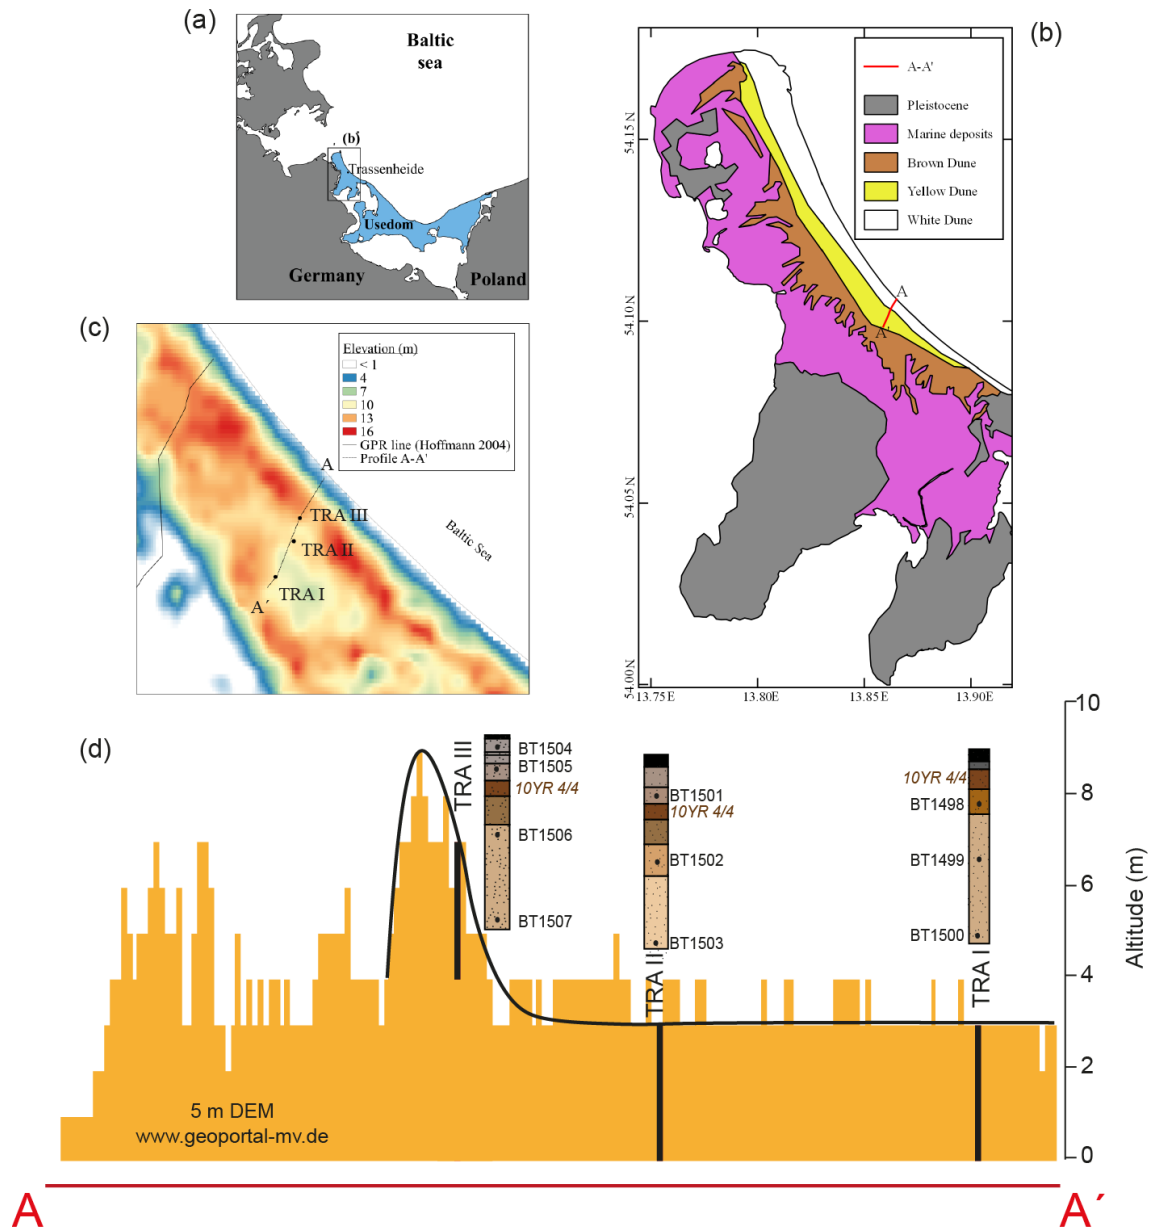 (a)
Baltic
sea
(b)
Trassenheide
Usedom
Germany
Poland
(b)
A-A'
Pleistocene
Marine deposits
Brown Dune
Yellow Dune
White Dune
A
A'
54.15 N
54.10 N
54.05 N
54.00 N
13.75E
13.80E
13.85E
13.90E
(c)
Elevation (m)
< 1
4
7
10
13
16
GPR line (Hoffmann 2004)
Profile A-A'
A
TRA III
TRA II
TRA I
A´
Baltic Sea
(d)
TRA III
BT1504
BT1505
10YR 4/4
BT1506
BT1507
BT1501
10YR 4/4
BT1502
BT1503
TRA II
10YR 4/4
BT1498
BT1499
BT1500
TRA I
10
8
6
4
2
0
Altitude (m)
5 m DEM
www.geoportal-mv.de
A
A´